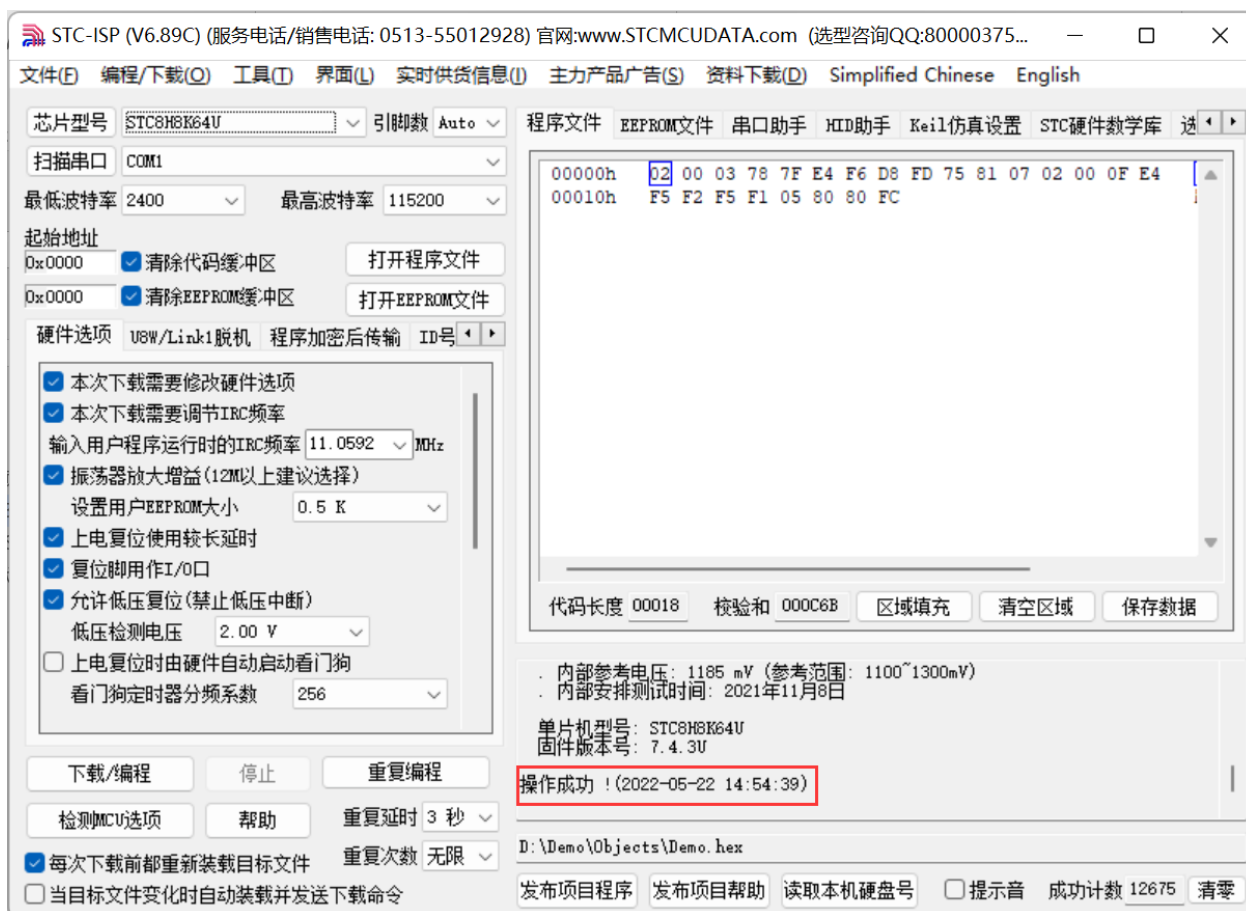 STC-ISP (V6.89C) (服务电话/销售电话: 0513-55012928) 官网:www.STCMCUDATA.com (选型咨询QQ:80000375...
文件(F) 编程/下载(O) 工具(T) 界面(L) 实时供货信息(I) 主力产品广告(S) 资料下载(D) Simplified Chinese English
芯片型号 STC8H8K64U 引脚数 Auto
扫描串口 COM1
最低波特率 2400 最高波特率 115200
起始地址
0x0000 清除代码缓冲区 打开程序文件
0x0000 清除EEPROM缓冲区 打开EEPROM文件
硬件选项 U8W/Link1脱机 程序加密后传输 ID号
本次下载需要修改硬件选项
本次下载需要调节IRC频率
输入用户程序运行时的IRC频率 11.0592 MHz
振荡器放大增益(12M以上建议选择)
设置用户EEPROM大小 0.5 K
上电复位使用较长延时
复位脚用作I/O口
允许低压复位(禁止低压中断)
低压检测电压 2.00 V
上电复位时由硬件自动启动看门狗
看门狗定时器分频系数 256
下载/编程 停止 重复编程
检测MCU选项 帮助 重复延时 3 秒
每次下载前都重新装载目标文件 重复次数 无限
当目标文件变化时自动装载并发送下载命令
程序文件 EEPROM文件 串口助手 HID助手 Keil仿真设置 STC硬件数学库 选
00000h 02 00 03 78 7F E4 F6 D8 FD 75 81 07 02 00 0F E4
00010h F5 F2 F5 F1 05 80 80 FC
代码长度 00018 校验和 000C6B 区域填充 清空区域 保存数据
. 内部参考电压: 1185 mV (参考范围: 1100~1300mV)
. 内部安排测试时间: 2021年11月8日
单片机型号: STC8H8K64U
固件版本号: 7.4.3U
操作成功 !(2022-05-22 14:54:39)
D:\Demo\Objects\Demo.hex
发布项目程序 发布项目帮助 读取本机硬盘号 提示音 成功计数 12675 清零